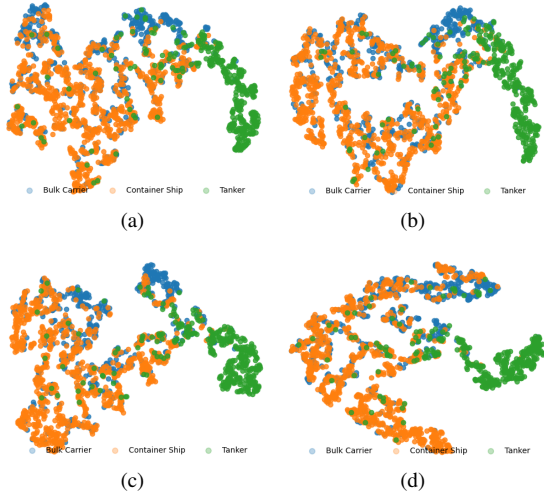 Bulk Carrier Container Ship Tanker
Bulk Carrier Container Ship Tanker
(a)
(b)
Bulk Carrier Container Ship Tanker
Bulk Carrier Container Ship Tanker
(c)
(d)